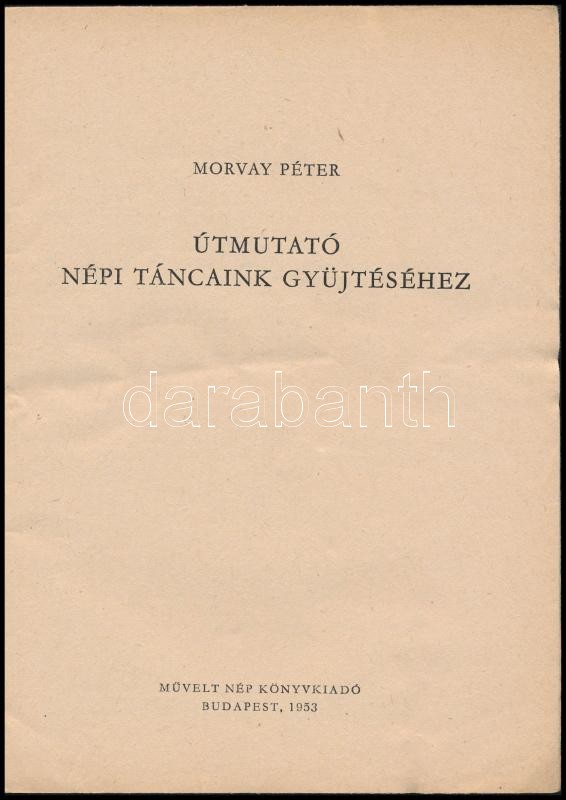 MORVAY PÉTER
ÚTMUTATÓ
NÉPI TÁNCAINK GYÜJTÉSÉHEZ
darabanth
MŰVELT NÉP KÖNYVKIADÓ
BUDAPEST, 1953